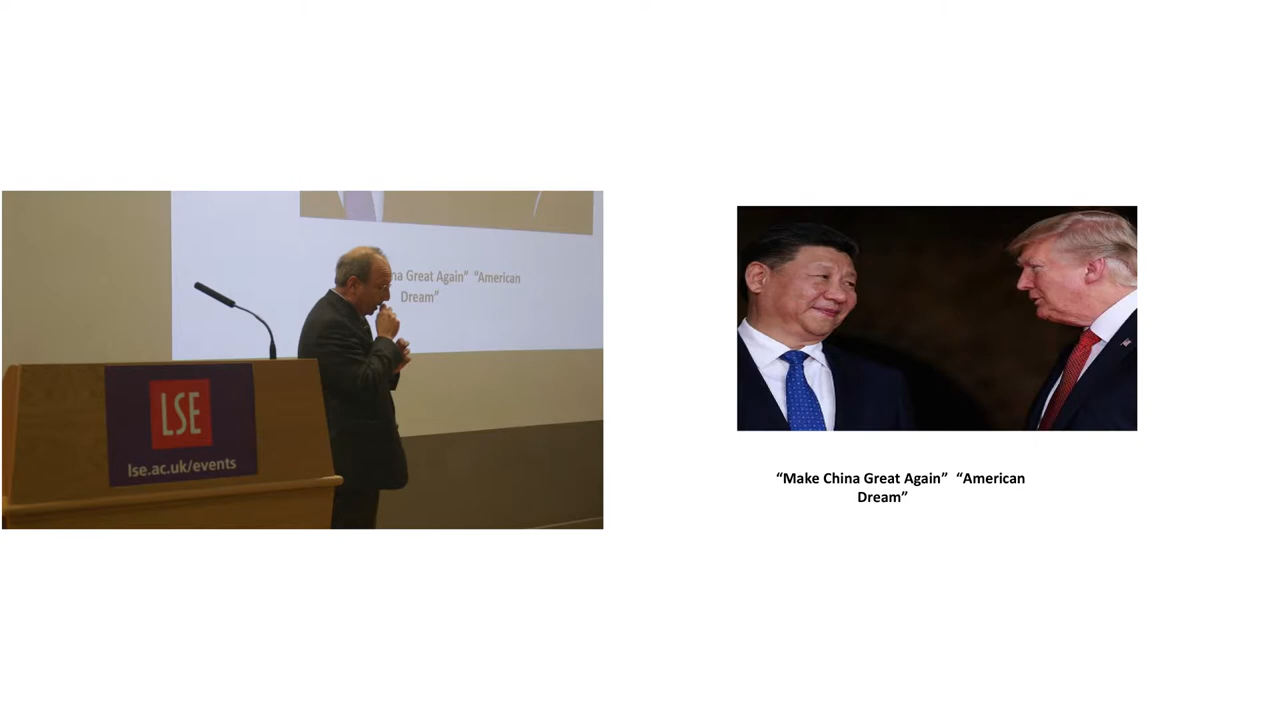 na Great Again” “American
Dream”
LSE
lse.ac.uk/events
“Make China Great Again” “American
Dream”